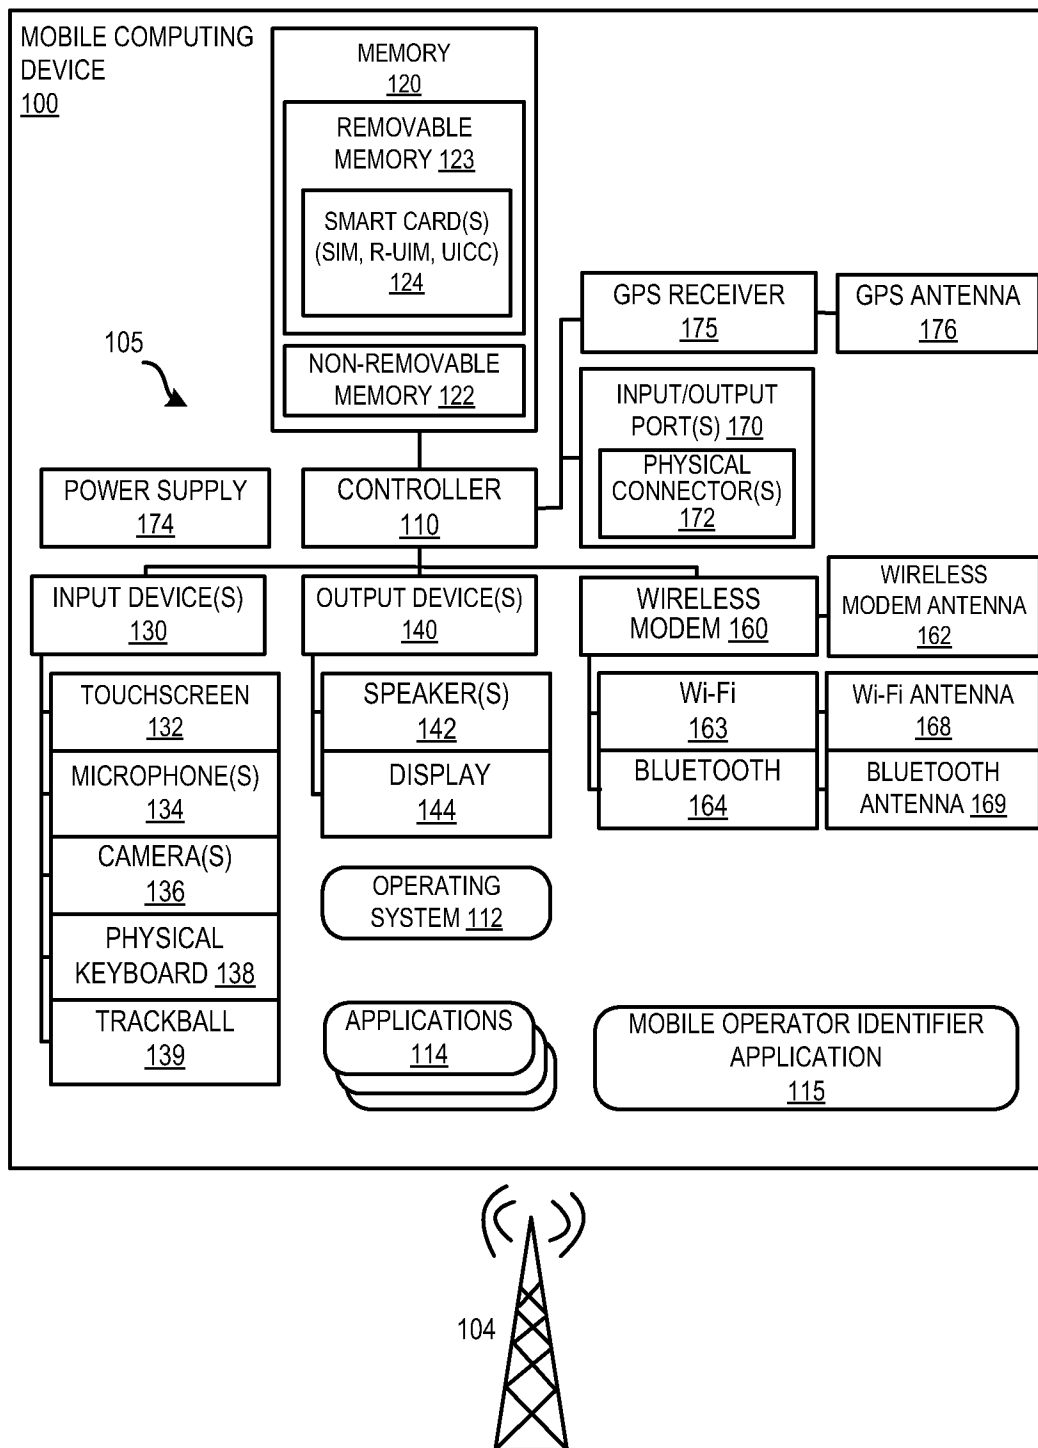 MOBILE COMPUTING
DEVICE
100
MEMORY
120
REMOVABLE
MEMORY 123
SMART CARD(S)
(SIM, R-UIM, UICC)
124
NON-REMOVABLE
MEMORY 122
105
GPS RECEIVER
175
GPS ANTENNA
176
INPUT/OUTPUT
PORT(S) 170
PHYSICAL
CONNECTOR(S)
172
POWER SUPPLY
174
CONTROLLER
110
INPUT DEVICE(S)
130
OUTPUT DEVICE(S)
140
WIRELESS
MODEM 160
WIRELESS
MODEM ANTENNA
162
TOUCHSCREEN
132
MICROPHONE(S)
134
CAMERA(S)
136
PHYSICAL
KEYBOARD 138
TRACKBALL
139
SPEAKER(S)
142
DISPLAY
144
Wi-Fi
163
Wi-Fi ANTENNA
168
BLUETOOTH
164
BLUETOOTH
ANTENNA 169
OPERATING
SYSTEM 112
APPLICATIONS
114
MOBILE OPERATOR IDENTIFIER
APPLICATION
115
104